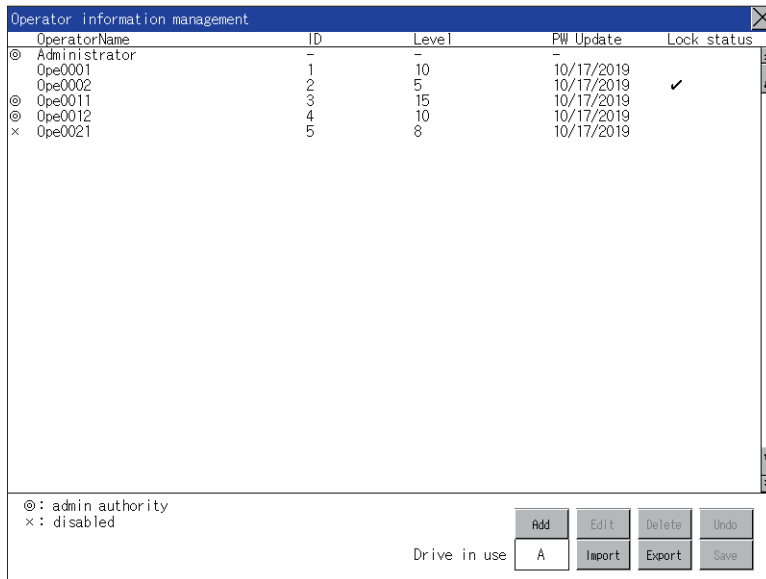 Operator information management
OperatorName ID Level PW Update Lock status
◎ Administrator - - -
Ope0001 1 10 10/17/2019
Ope0002 2 5 10/17/2019 ✓
◎ Ope0011 3 15 10/17/2019
◎ Ope0012 4 10 10/17/2019
× Ope0021 5 8 10/17/2019
◎: admin authority
×: disabled
Add Edit Delete Undo
Drive in use A Import Export Save